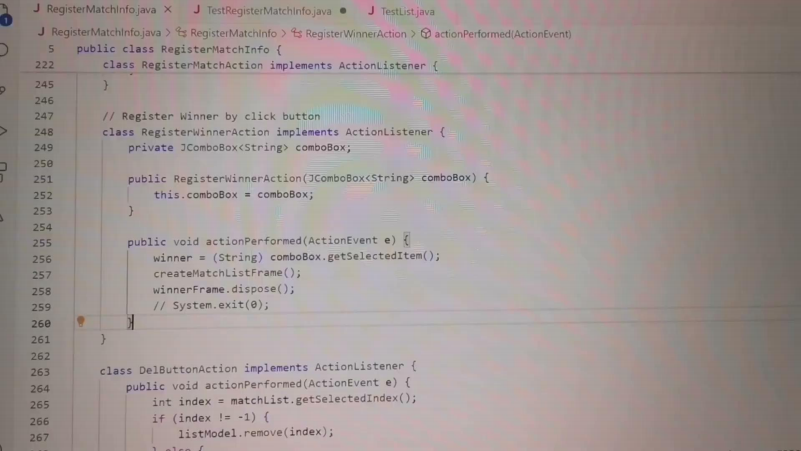 J RegisterMatchInfo.java × J TestRegisterMatchInfo.java ● J TestList.java
J RegisterMatchInfo.java > RegisterMatchInfo > RegisterWinnerAction > actionPerformed(ActionEvent)
5 public class RegisterMatchInfo {
222 class RegisterMatchAction implements ActionListener {
245 }
246
247 // Register Winner by click button
248 class RegisterWinnerAction implements ActionListener {
249 private JComboBox<String> comboBox;
250
251 public RegisterWinnerAction(JComboBox<String> comboBox) {
252 this.comboBox = comboBox;
253 }
254
255 public void actionPerformed(ActionEvent e) {
256 winner = (String) comboBox.getSelectedItem();
257 createMatchListFrame();
258 winnerFrame.dispose();
259 // System.exit(0);
260 }
261 }
262
263 class DelButtonAction implements ActionListener {
264 public void actionPerformed(ActionEvent e) {
265 int index = matchList.getSelectedIndex();
266 if (index != -1) {
267 listModel.remove(index);
} else {